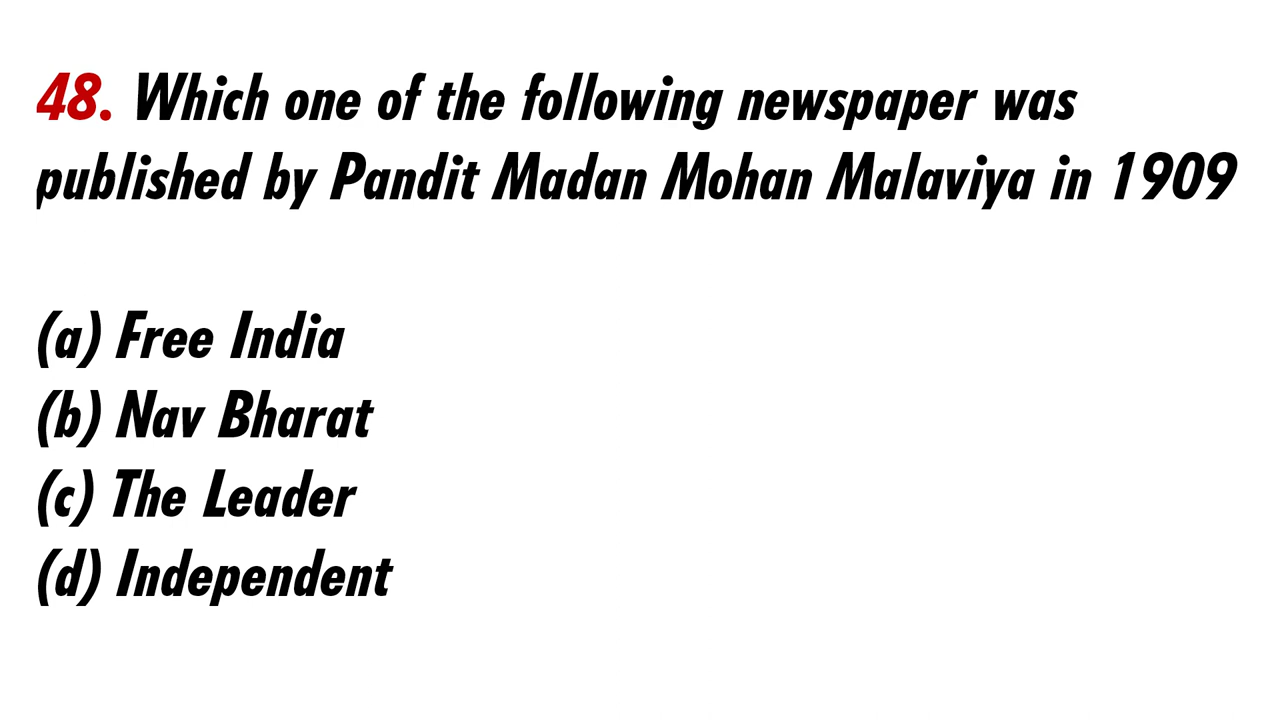 48. Which one of the following newspaper was
published by Pandit Madan Mohan Malaviya in 1909
(a) Free India
(b) Nav Bharat
(c) The Leader
(d) Independent